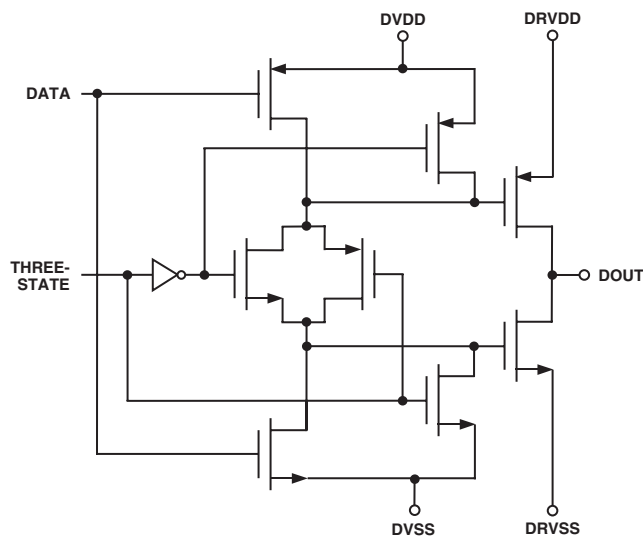 DVDD
DRVDD
DATA
THREE-
STATE
DOUT
DVSS
DRVSS